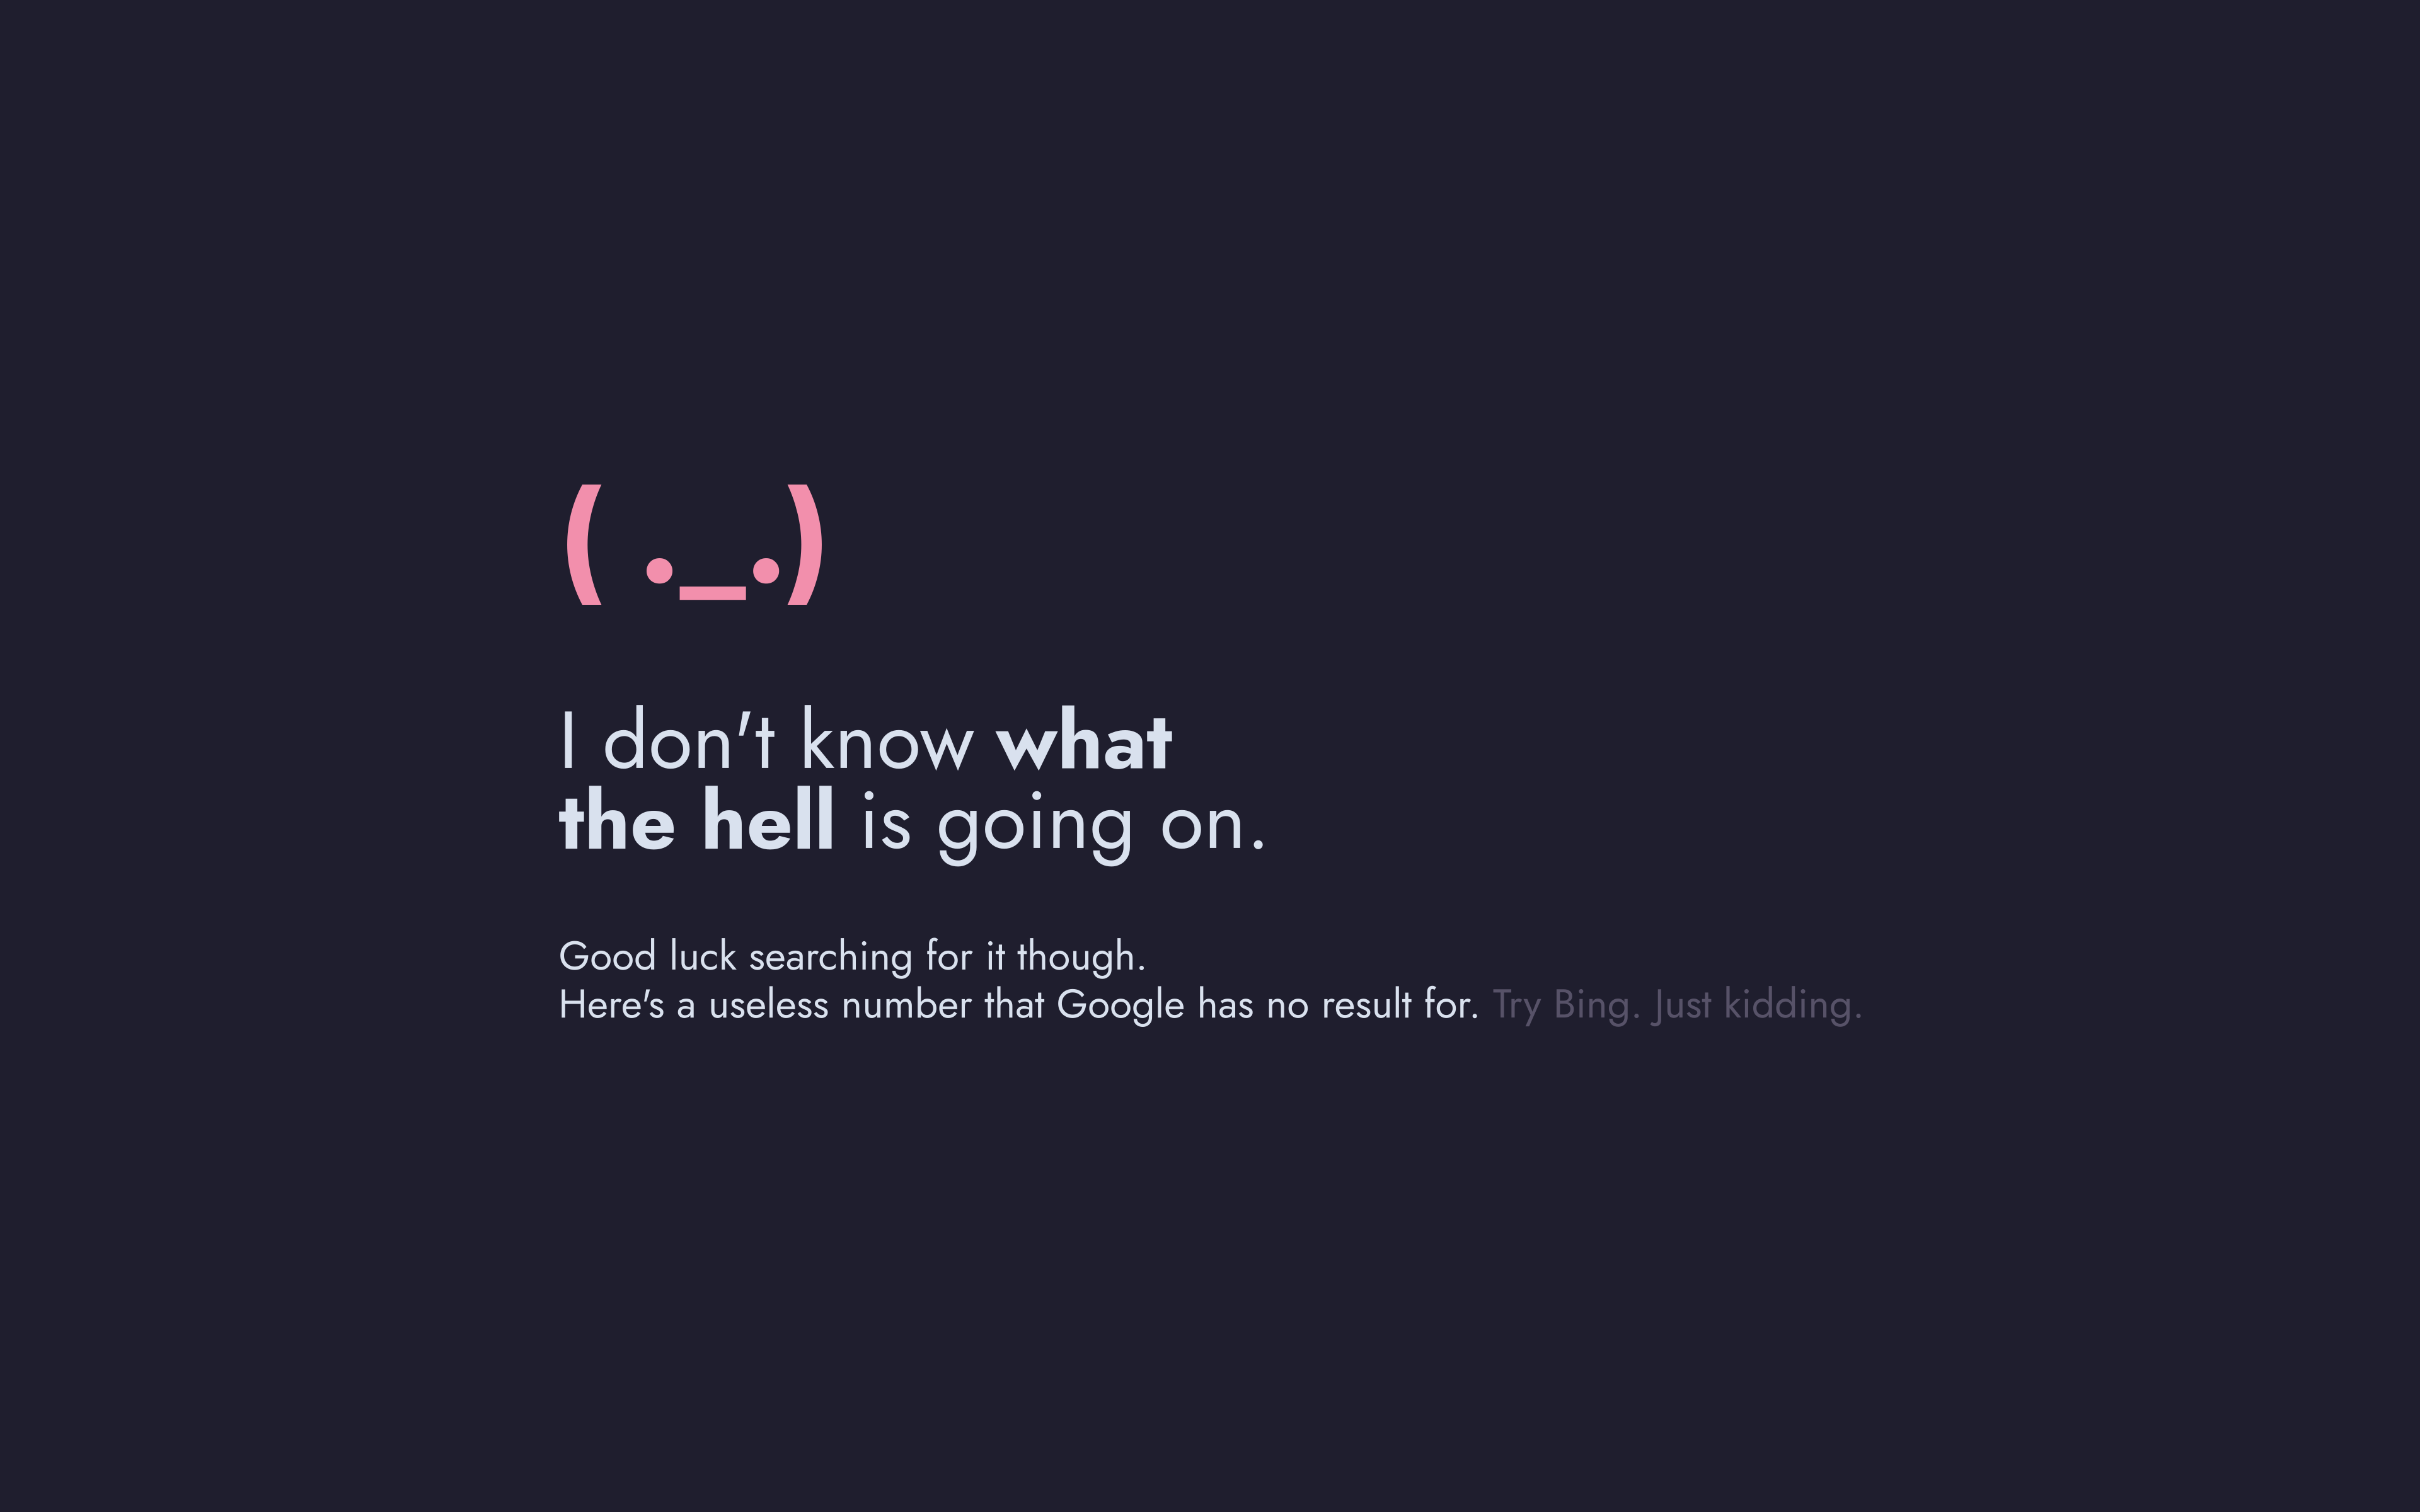 ( ._.)
I don't know what
the hell is going on.
Good luck searching for it though.
Here's a useless number that Google has no result for. Try Bing. Just kidding.